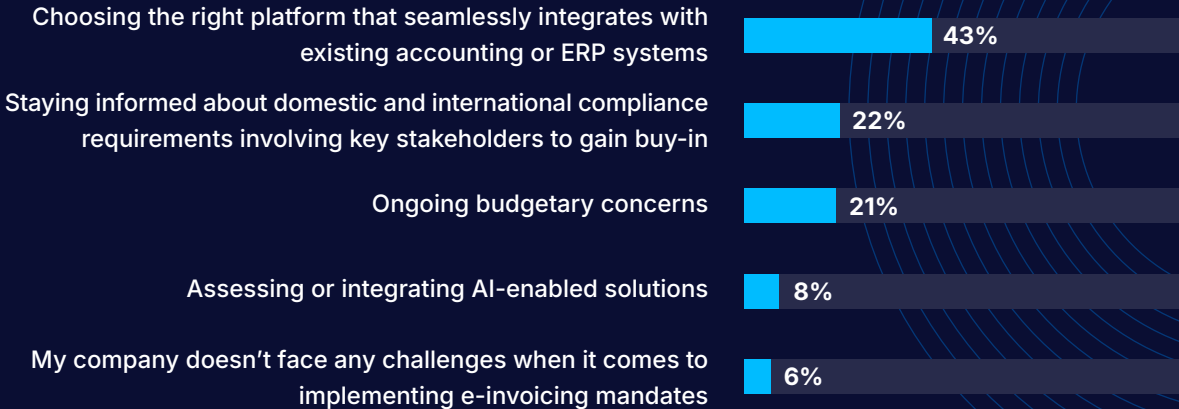 Choosing the right platform that seamlessly integrates with
existing accounting or ERP systems
43%
Staying informed about domestic and international compliance
requirements involving key stakeholders to gain buy-in
22%
Ongoing budgetary concerns
21%
Assessing or integrating AI-enabled solutions
8%
My company doesn’t face any challenges when it comes to
implementing e-invoicing mandates
6%